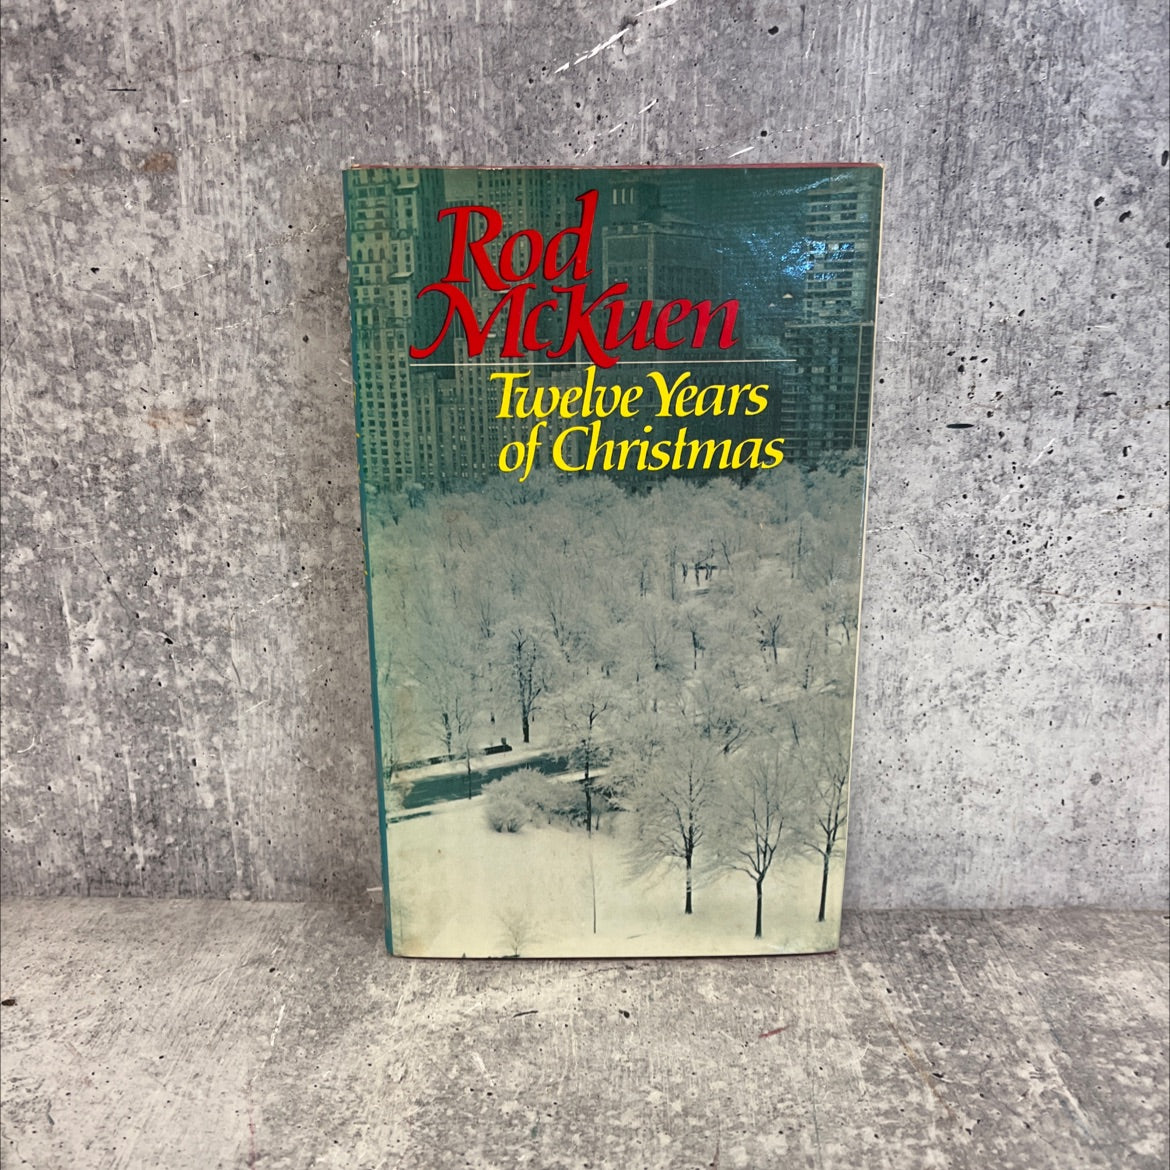 Rod
McKuen
Twelve Years
of Christmas